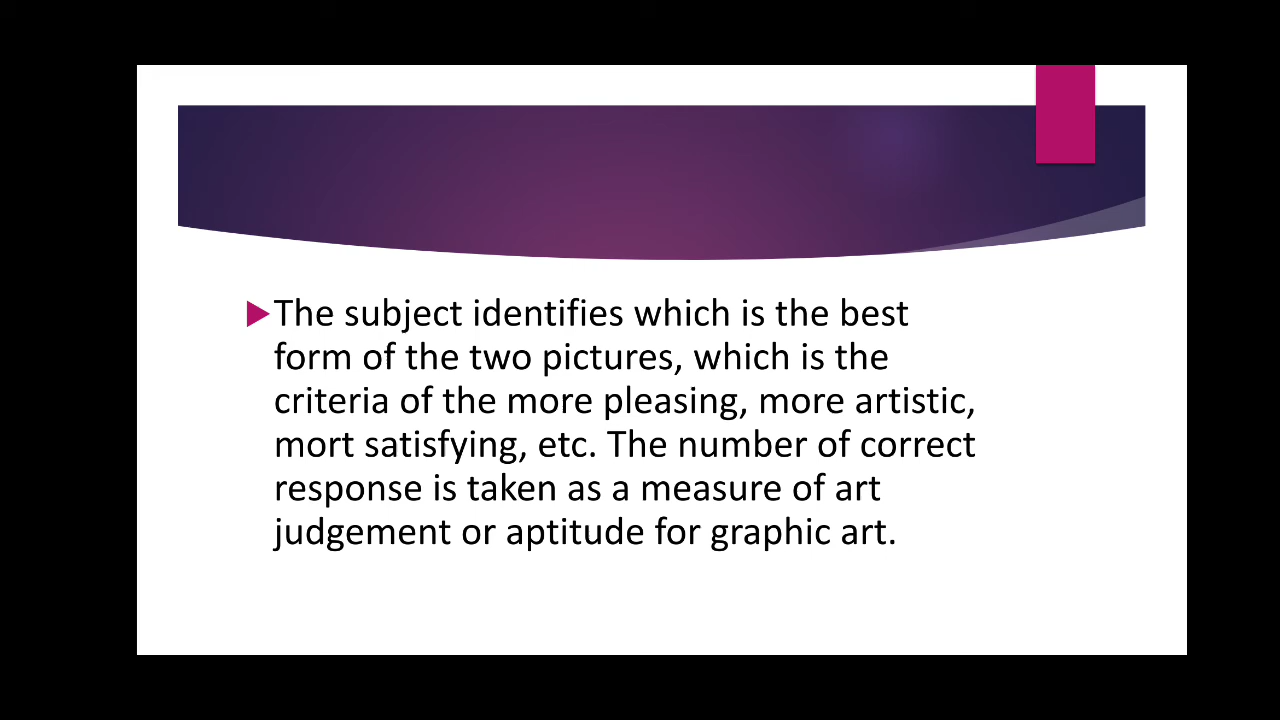 The subject identifies which is the best
form of the two pictures, which is the
criteria of the more pleasing, more artistic,
mort satisfying, etc. The number of correct
response is taken as a measure of art
judgement or aptitude for graphic art.